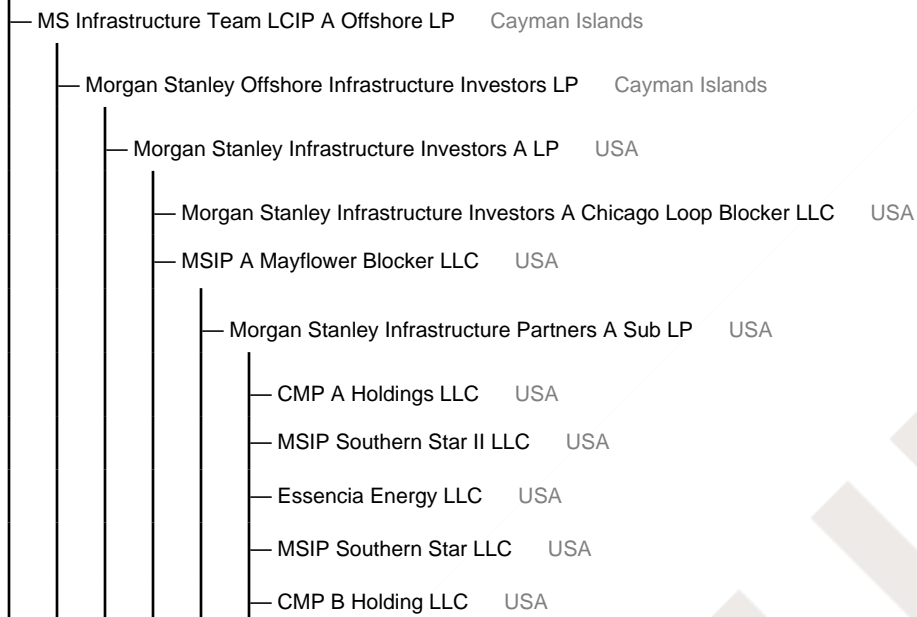 MS Infrastructure Team LCIP A Offshore LP Cayman Islands
Morgan Stanley Offshore Infrastructure Investors LP Cayman Islands
Morgan Stanley Infrastructure Investors A LP USA
Morgan Stanley Infrastructure Investors A Chicago Loop Blocker LLC USA
MSIP A Mayflower Blocker LLC USA
Morgan Stanley Infrastructure Partners A Sub LP USA
CMP A Holdings LLC USA
MSIP Southern Star II LLC USA
Essencia Energy LLC USA
MSIP Southern Star LLC USA
CMP B Holding LLC USA